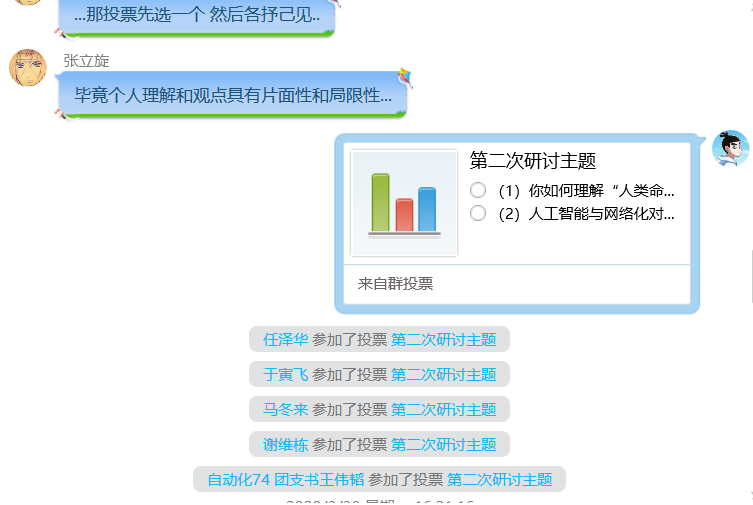 ...那投票先选一个 然后各抒己见..
张立旋
毕竟个人理解和观点具有片面性和局限性...
第二次研讨主题
（1）你如何理解“人类命...
（2）人工智能与网络化对...
来自群投票
任泽华 参加了投票 第二次研讨主题
于寅飞 参加了投票 第二次研讨主题
马冬来 参加了投票 第二次研讨主题
谢维栋 参加了投票 第二次研讨主题
自动化74 团支书王伟韬 参加了投票 第二次研讨主题